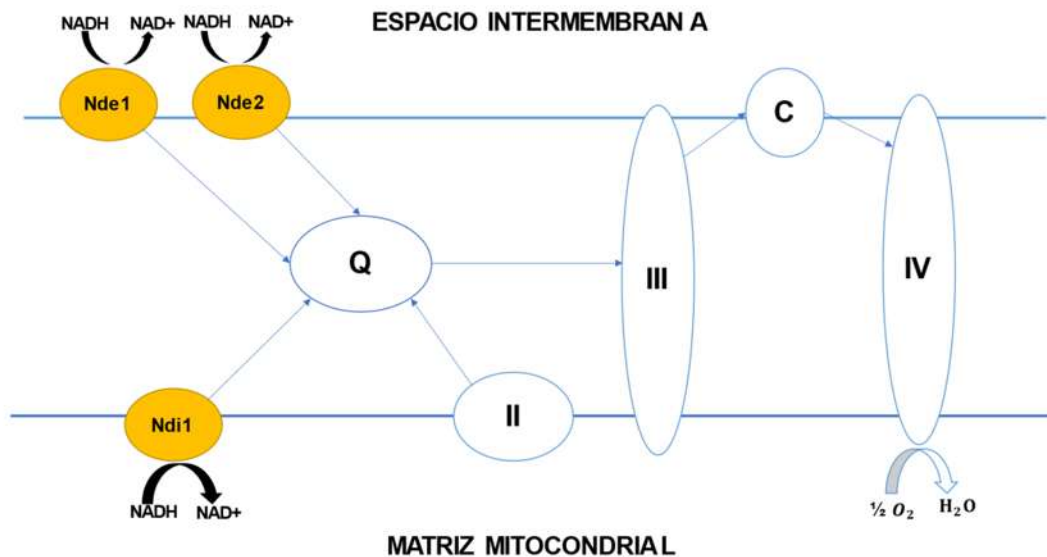 ESPACIO INTERMEMBRAN A
NADH NAD+ NADH NAD+
Nde1 Nde2
C
Q
III
IV
II
Ndi1
NADH NAD+
½ O₂ H₂O
MATRIZ MITOCONDRIAL